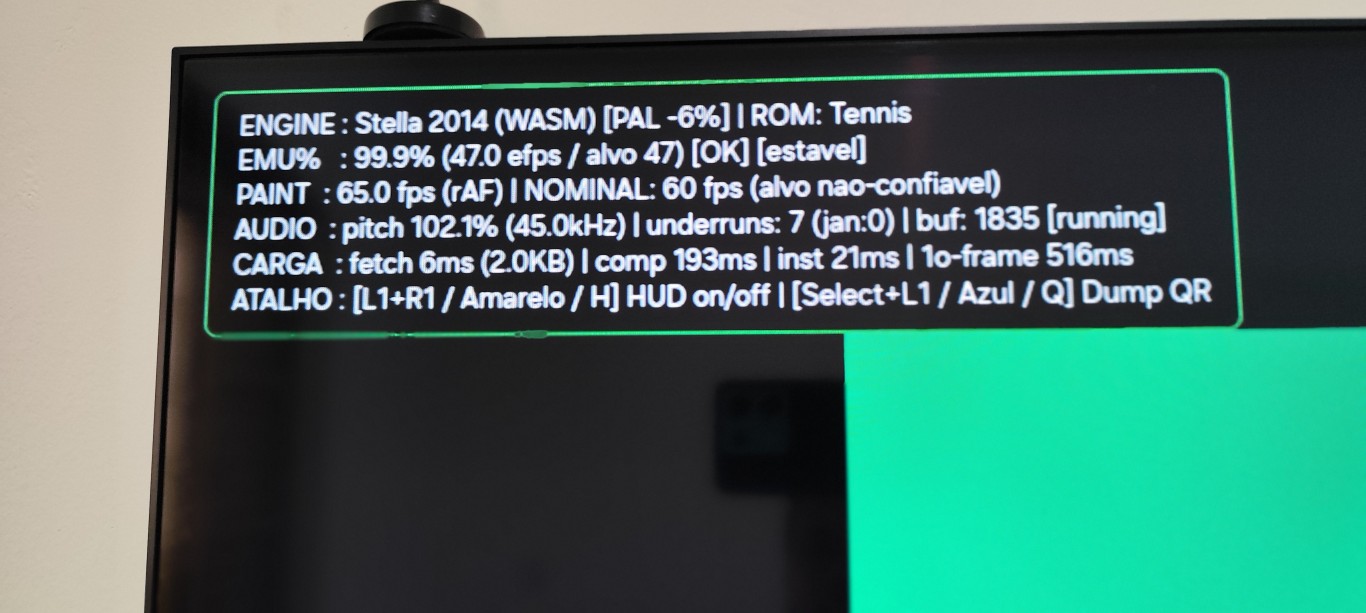 ENGINE : Stella 2014 (WASM) [PAL -6%] | ROM: Tennis
EMU% : 99.9% (47.0 efps / alvo 47) [OK] [estavel]
PAINT : 65.0 fps (rAF) | NOMINAL: 60 fps (alvo nao-confiavel)
AUDIO : pitch 102.1% (45.0kHz) | underruns: 7 (jan:0) | buf: 1835 [running]
CARGA : fetch 6ms (2.0KB) | comp 193ms | inst 21ms | 1o-frame 516ms
ATALHO : [L1+R1 / Amarelo / H] HUD on/off | [Select+L1 / Azul / Q] Dump QR